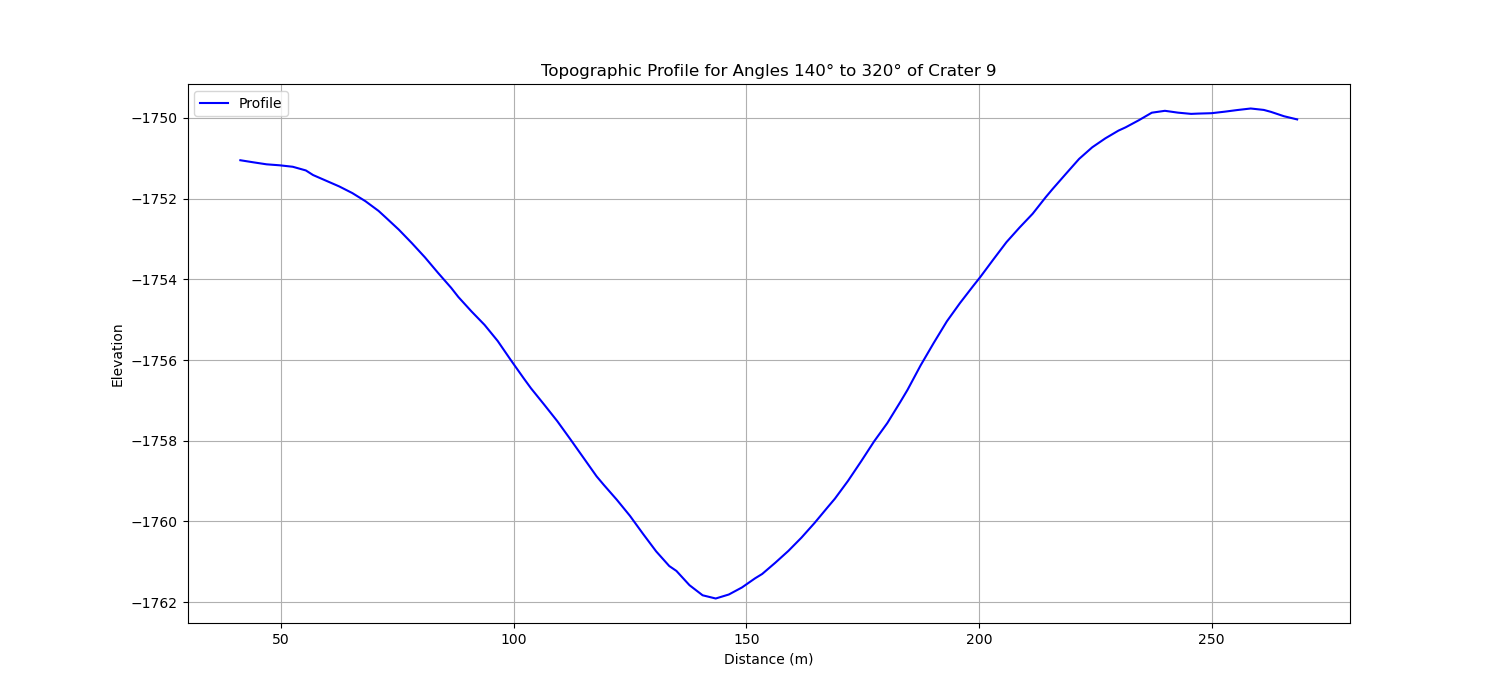 Topographic Profile for Angles 140° to 320° of Crater 9
Profile
−1750
−1752
−1754
−1756
−1758
−1760
−1762
Elevation
50 100 150 200 250
Distance (m)